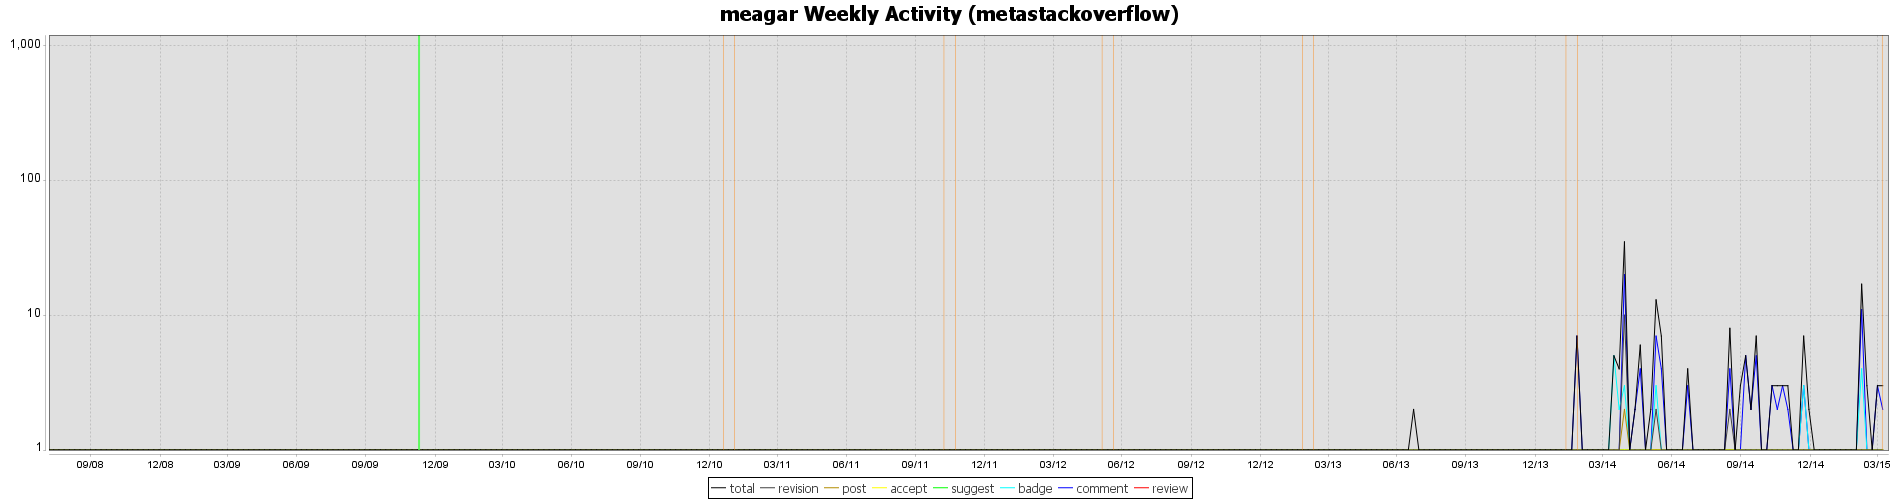 meagar Weekly Activity (metastackoverflow)
1,000
100
10
1
09/08 12/08 03/09 06/09 09/09 12/09 03/10 06/10 09/10 12/10 03/11 06/11 09/11 12/11 03/12 06/12 09/12 12/12 03/13 06/13 09/13 12/13 03/14 06/14 09/14 12/14 03/15
total revision post accept suggest badge comment review